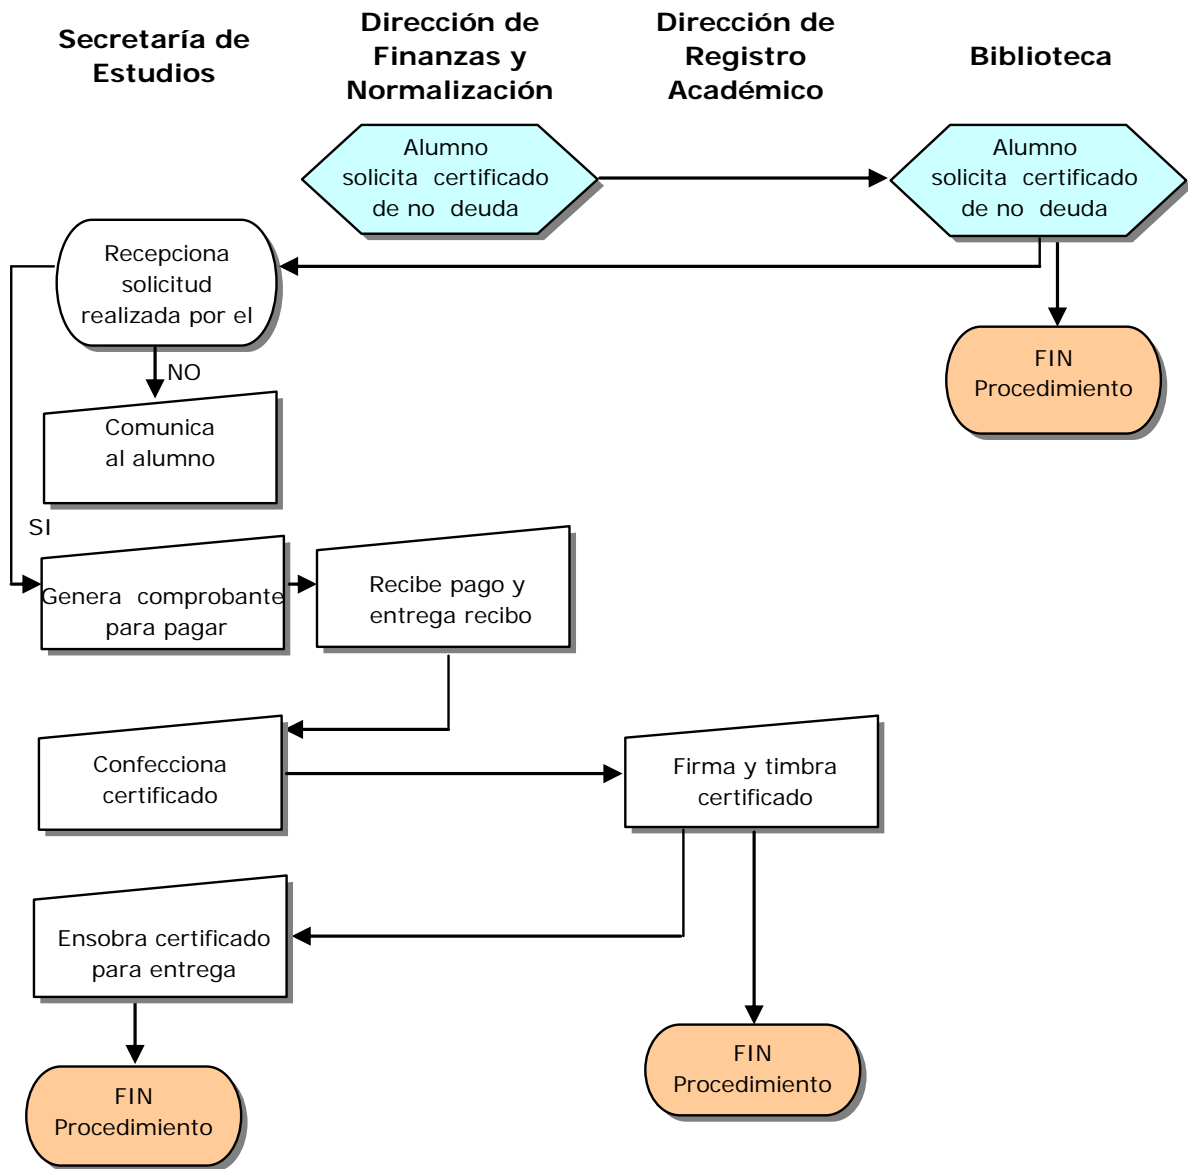 Secretaría de
Estudios
Dirección de
Finanzas y
Normalización
Dirección de
Registro
Académico
Biblioteca
Alumno
solicita certificado
de no deuda
Alumno
solicita certificado
de no deuda
Recepciona
solicitud
realizada por el
FIN
Procedimiento
NO
Comunica
al alumno
SI
Genera comprobante
para pagar
Recibe pago y
entrega recibo
Confecciona
certificado
Firma y timbra
certificado
Ensobra certificado
para entrega
FIN
Procedimiento
FIN
Procedimiento